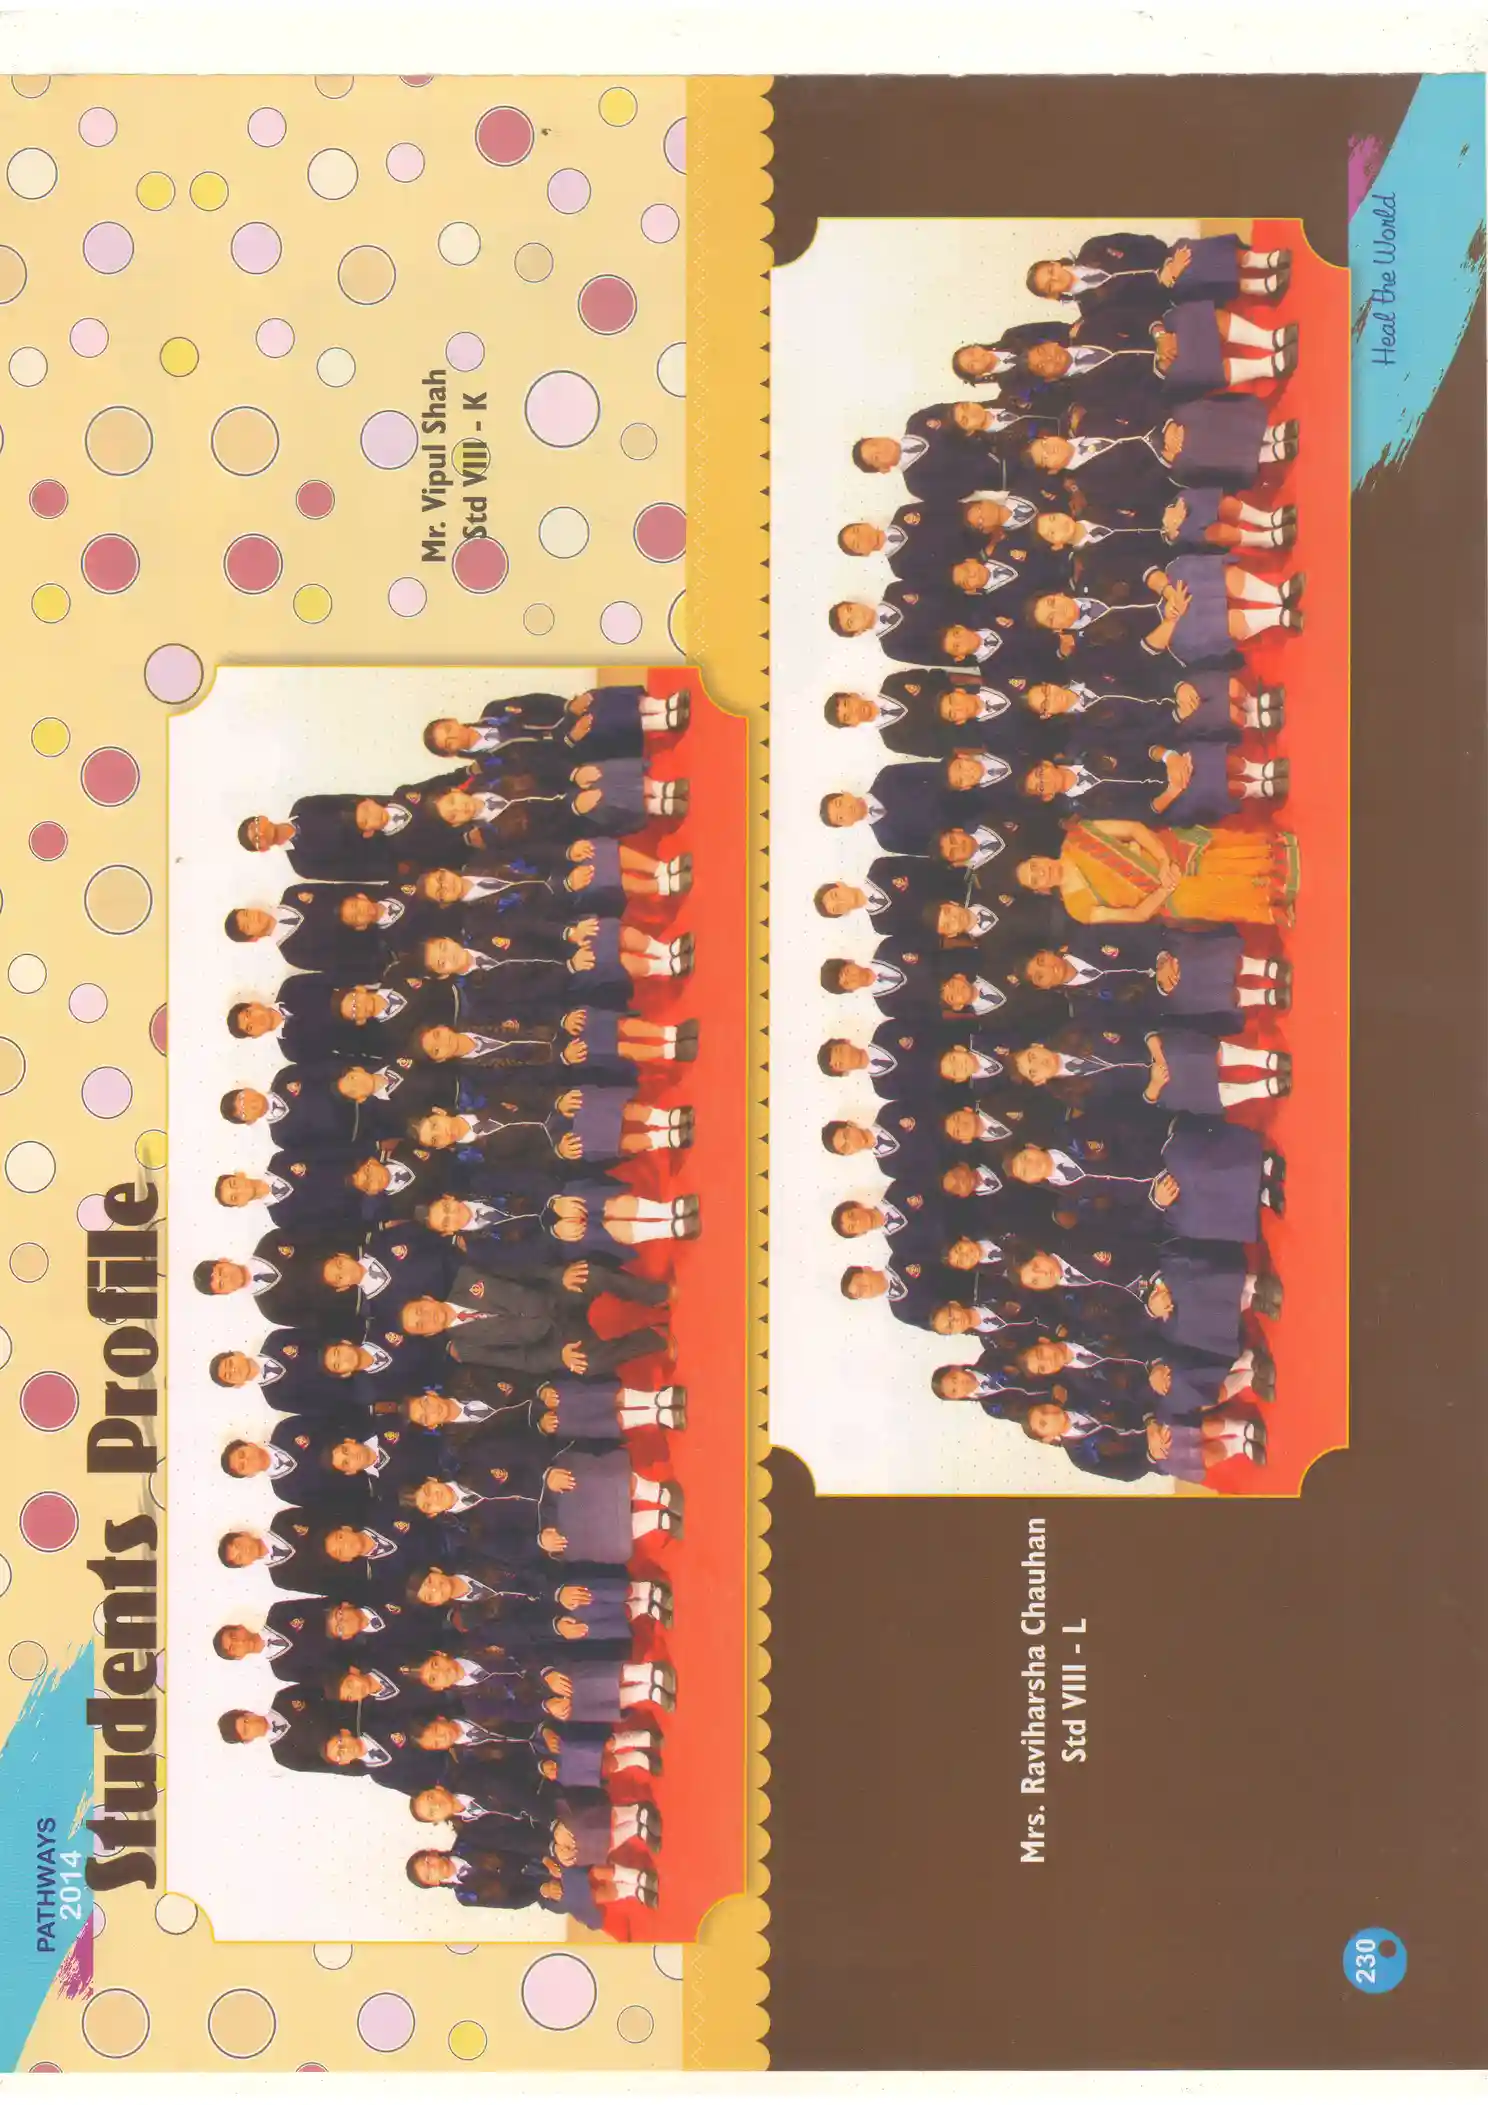 PATHWAYS
2014
Students Profile
Mr. Vipul Shah
Std VIII - K
Mrs. Raviharsha Chauhan
Std VIII - L
230
Heal the World